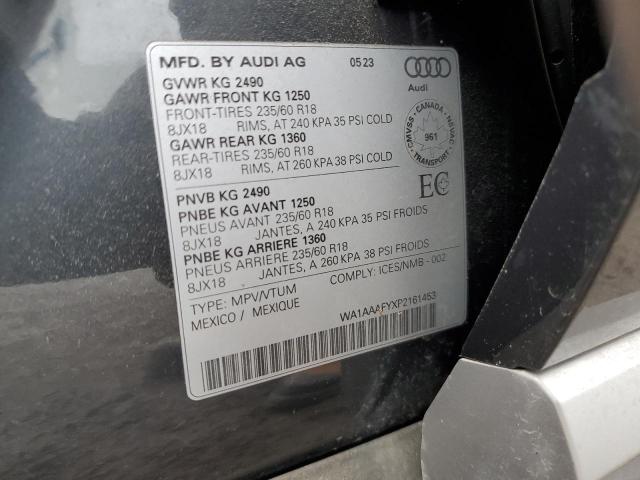 MFD. BY AUDI AG 05 23
Audi
GVWR KG 2490
GAWR FRONT KG 1250
FRONT-TIRES 235/60 R18
8JX18 RIMS, AT 240 KPA 35 PSI COLD
GAWR REAR KG 1360
REAR-TIRES 235/60 R18
8JX18 RIMS, AT 260 KPA 38 PSI COLD
CANADA
CMVSS NSVAC
961
TRANSPORT
EC
PNVB KG 2490
PNBE KG AVANT 1250
PNEUS AVANT 235/60 R18
8JX18 JANTES, A 240 KPA 35 PSI FROIDS
PNBE KG ARRIERE 1360
PNEUS ARRIERE 235/60 R18
8JX18 JANTES, A 260 KPA 38 PSI FROIDS
TYPE: MPV/VTUM COMPLY: ICES/NMB - 002
MEXICO / MEXIQUE
WA1AAAFYXP2161453